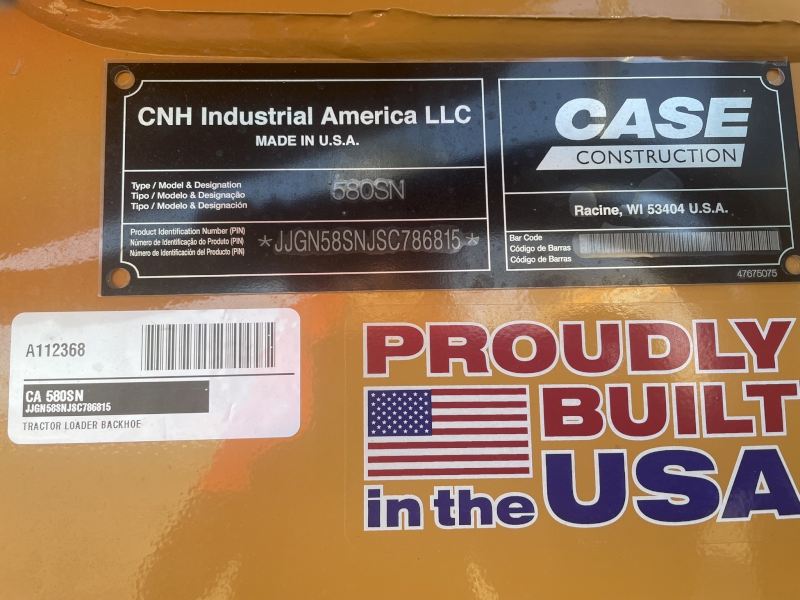 CNH Industrial America LLC
MADE IN U.S.A.
Type / Model & Designation
Tipo / Modelo & Designação
Tipo / Modelo & Designación
580SN
Product Identification Number (PIN)
Número de Identificação do Produto (PIN)
Número de Identificación del Producto (PIN)
*JJGN58SNJSC786815*
CASE
CONSTRUCTION
Racine, WI 53404 U.S.A.
Bar Code
Código de Barras
Código de Barras
47675075
A112368
CA 580SN
JJGN58SNJSC786815
TRACTOR LOADER BACKHOE
PROUDLY
BUILT
in the USA